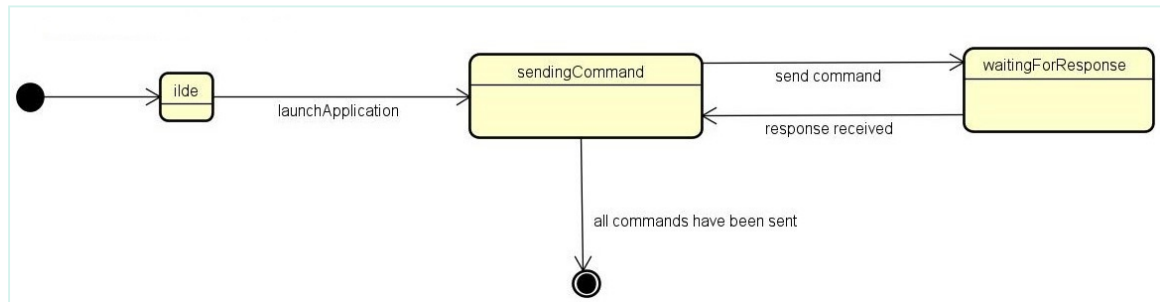 ilde
launchApplication
sendingCommand
send command
response received
waitingForResponse
all commands have been sent